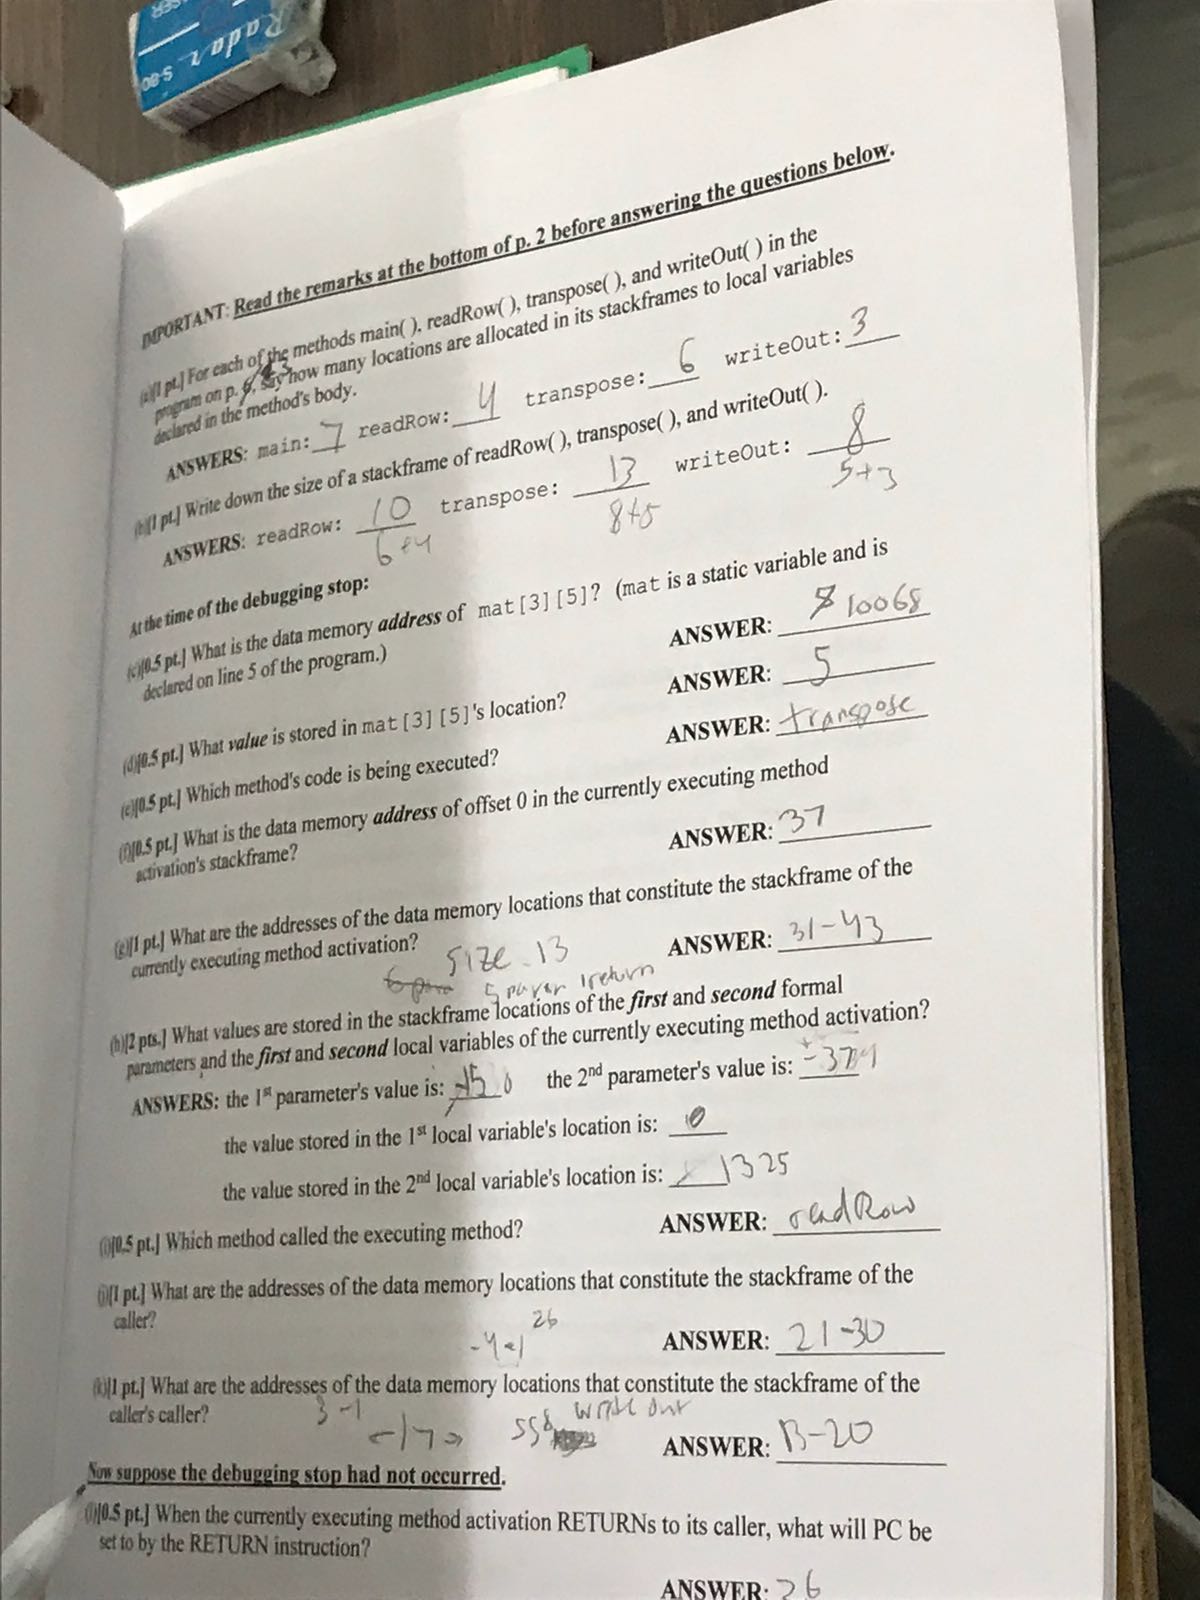 Radar
S-80
IMPORTANT: Read the remarks at the bottom of p. 2 before answering the questions below.
(a)[1 pt.] For each of the methods main( ), readRow( ), transpose( ), and writeOut( ) in the
program on p. say how many locations are allocated in its stackframes to local variables
declared in the method's body.
ANSWERS: main: 7 readRow: 4 transpose: 6 writeOut: 3
(b)[1 pt.] Write down the size of a stackframe of readRow( ), transpose( ), and writeOut( ).
ANSWERS: readRow: 10 transpose: 13 writeOut: 8
6+4 8+5 5+3
At the time of the debugging stop:
(c)[0.5 pt.] What is the data memory address of mat[3][5]? (mat is a static variable and is
declared on line 5 of the program.)
ANSWER: 10068
(d)[0.5 pt.] What value is stored in mat[3][5]'s location?
ANSWER: 5
(e)[0.5 pt.] Which method's code is being executed?
ANSWER: transpose
(f)[0.5 pt.] What is the data memory address of offset 0 in the currently executing method
activation's stackframe?
ANSWER: 37
(g)[1 pt.] What are the addresses of the data memory locations that constitute the stackframe of the
currently executing method activation?
size 13
ANSWER: 31-43
1return
(h)[2 pts.] What values are stored in the stackframe locations of the first and second formal
parameters and the first and second local variables of the currently executing method activation?
ANSWERS: the 1st parameter's value is: the 2nd parameter's value is:
the value stored in the 1st local variable's location is:
the value stored in the 2nd local variable's location is: 1325
(i)[0.5 pt.] Which method called the executing method?
ANSWER: readRow
(j)[1 pt.] What are the addresses of the data memory locations that constitute the stackframe of the
caller?
26
ANSWER: 21-30
(k)[1 pt.] What are the addresses of the data memory locations that constitute the stackframe of the
caller's caller?
3-1
write out
ANSWER: 13-20
Now suppose the debugging stop had not occurred.
(l)[0.5 pt.] When the currently executing method activation RETURNs to its caller, what will PC be
set to by the RETURN instruction?
ANSWER: 26